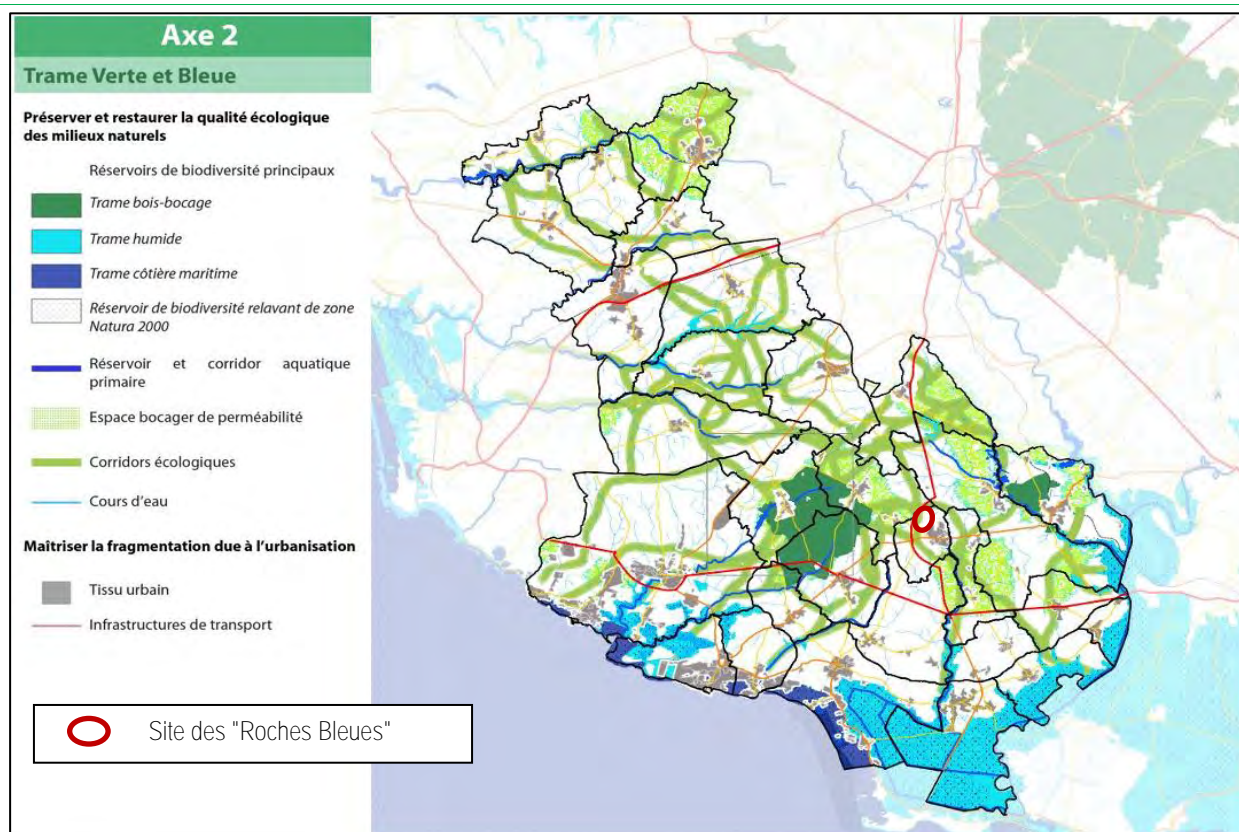 Axe 2
Trame Verte et Bleue
Préserver et restaurer la qualité écologique
des milieux naturels
Réservoirs de biodiversité principaux
Trame bois-bocage
Trame humide
Trame côtière maritime
Réservoir de biodiversité relavant de zone
Natura 2000
Réservoir et corridor aquatique
primaire
Espace bocager de perméabilité
Corridors écologiques
Cours d'eau
Maîtriser la fragmentation due à l'urbanisation
Tissu urbain
Infrastructures de transport
Site des "Roches Bleues"